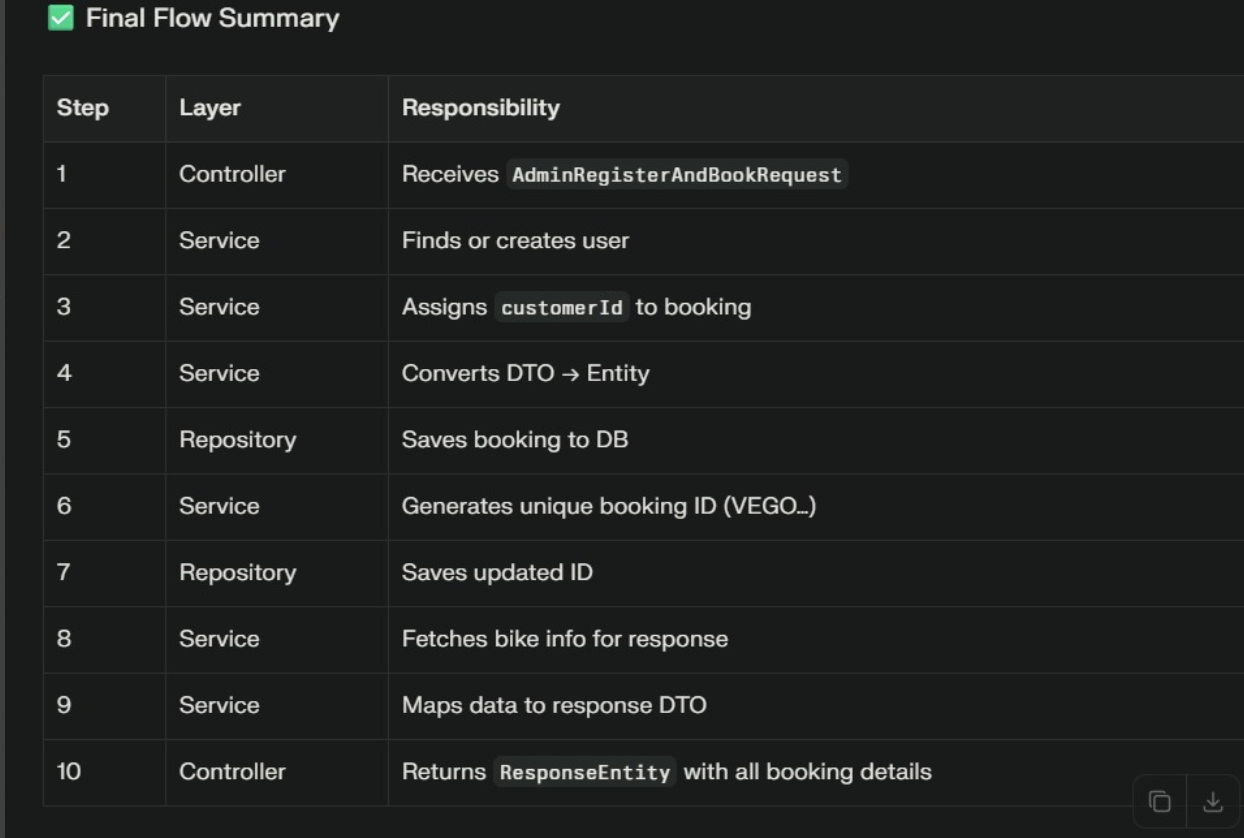 ✅ Final Flow Summary
Step Layer Responsibility
1 Controller Receives AdminRegisterAndBookRequest
2 Service Finds or creates user
3 Service Assigns customerId to booking
4 Service Converts DTO → Entity
5 Repository Saves booking to DB
6 Service Generates unique booking ID (VEGO…)
7 Repository Saves updated ID
8 Service Fetches bike info for response
9 Service Maps data to response DTO
10 Controller Returns ResponseEntity with all booking details